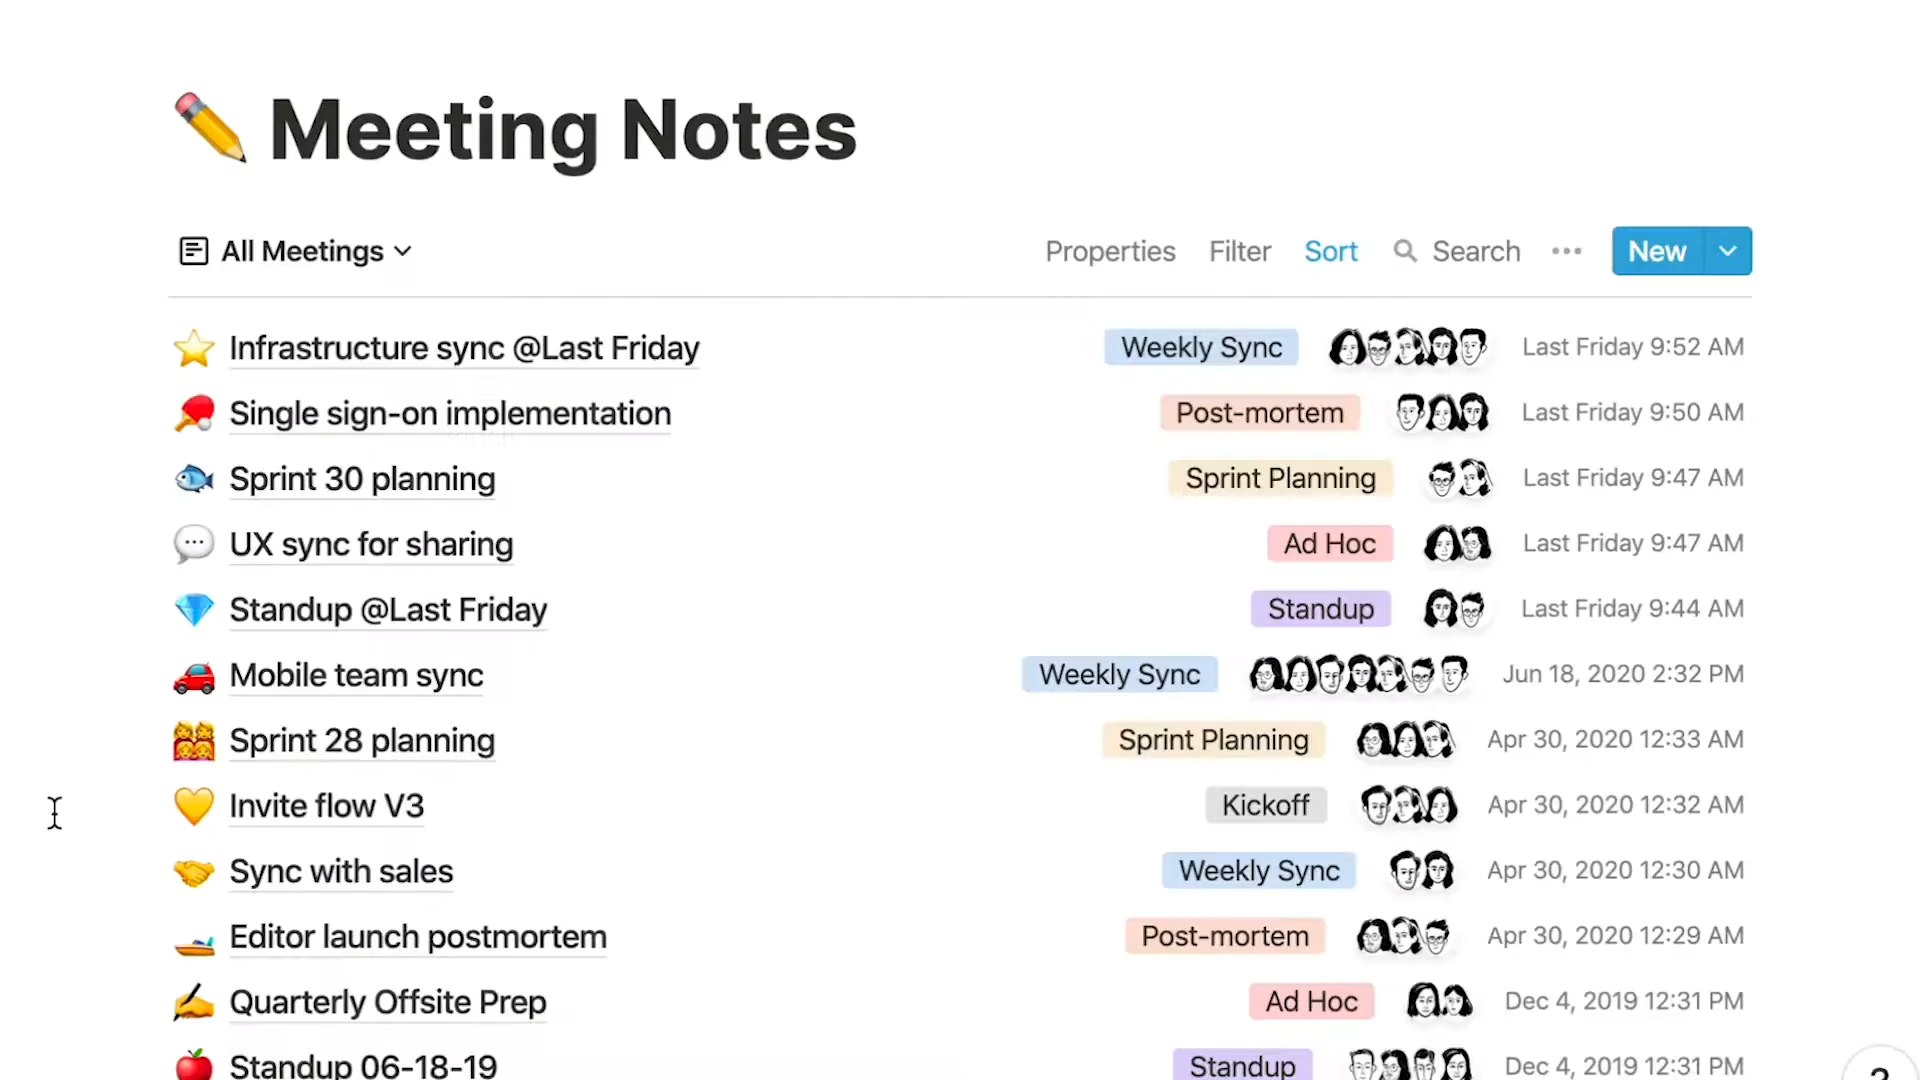 Meeting Notes
All Meetings Properties Filter Sort Search New
Infrastructure sync @Last Friday Weekly Sync Last Friday 9:52 AM
Single sign-on implementation Post-mortem Last Friday 9:50 AM
Sprint 30 planning Sprint Planning Last Friday 9:47 AM
UX sync for sharing Ad Hoc Last Friday 9:47 AM
Standup @Last Friday Standup Last Friday 9:44 AM
Mobile team sync Weekly Sync Jun 18, 2020 2:32 PM
Sprint 28 planning Sprint Planning Apr 30, 2020 12:33 AM
Invite flow V3 Kickoff Apr 30, 2020 12:32 AM
Sync with sales Weekly Sync Apr 30, 2020 12:30 AM
Editor launch postmortem Post-mortem Apr 30, 2020 12:29 AM
Quarterly Offsite Prep Ad Hoc Dec 4, 2019 12:31 PM
Standup 06-18-19 Standup Dec 4, 2019 12:31 PM